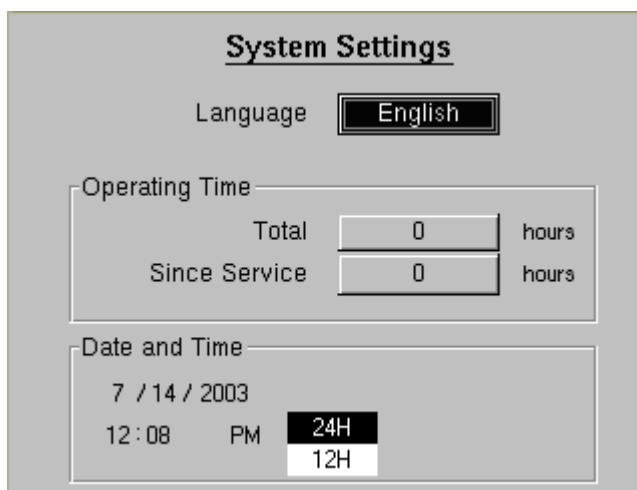 System Settings
Language English
Operating Time
Total 0 hours
Since Service 0 hours
Date and Time
7 / 14 / 2003
12:08 PM 24H
12H